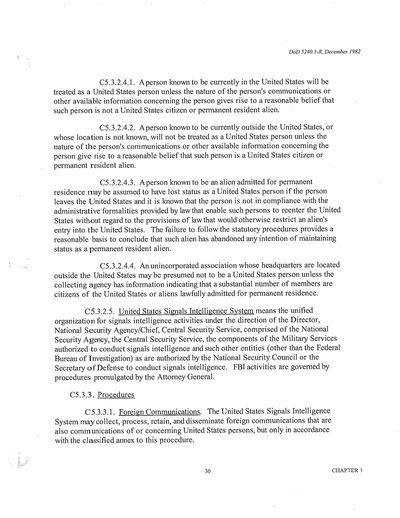 DoD 5240.1-R, December 1982
C5.3.2.4.1. A person known to be currently in the United States will be
treated as a United States person unless the nature of the person's communications or
other available information concerning the person gives rise to a reasonable belief that
such person is not a United States citizen or permanent resident alien.
C5.3.2.4.2. A person known to be currently outside the United States, or
whose location is not known, will not be treated as a United States person unless the
nature of the person's communications or other available information concerning the
person give rise to a reasonable belief that such person is a United States citizen or
permanent resident alien.
C5.3.2.4.3. A person known to be an alien admitted for permanent
residence may be assumed to have lost status as a United States person if the person
leaves the United States and it is known that the person is not in compliance with the
administrative formalities provided by law that enable such persons to reenter the United
States without regard to the provisions of law that would otherwise restrict an alien's
entry into the United States. The failure to follow the statutory procedures provides a
reasonable basis to conclude that such alien has abandoned any intention of maintaining
status as a permanent resident alien.
C5.3.2.4.4. An unincorporated association whose headquarters are located
outside the United States may be presumed not to be a United States person unless the
collecting agency has information indicating that a substantial number of members are
citizens of the United States or aliens lawfully admitted for permanent residence.
C5.3.2.5. United States Signals Intelligence System means the unified
organization for signals intelligence activities under the direction of the Director,
National Security Agency/Chief, Central Security Service, comprised of the National
Security Agency, the Central Security Service, the components of the Military Services
authorized to conduct signals intelligence and such other entities (other than the Federal
Bureau of Investigation) as are authorized by the National Security Council or the
Secretary of Defense to conduct signals intelligence. FBI activities are governed by
procedures promulgated by the Attorney General.
C5.3.3. Procedures
C5.3.3.1. Foreign Communications. The United States Signals Intelligence
System may collect, process, retain, and disseminate foreign communications that are
also communications of or concerning United States persons, but only in accordance
with the classified annex to this procedure.
30
CHAPTER 5